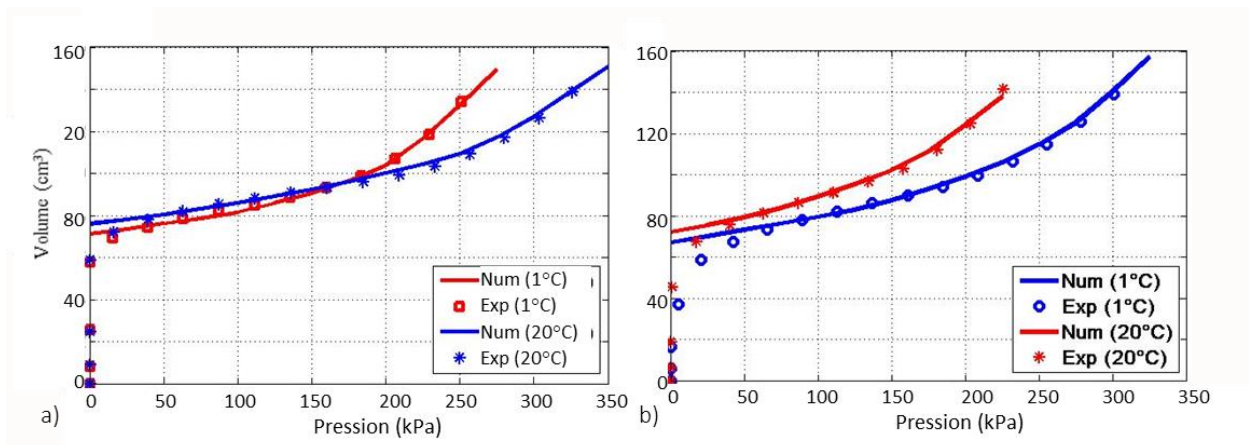 160
20
80
40
0
Volume (cm³)
0 50 100 150 200 250 300 350
Pression (kPa)
a)
Num (1°C)
Exp (1°C)
Num (20°C)
Exp (20°C)
160
120
80
40
0
0 50 100 150 200 250 300 350
Pression (kPa)
b)
Num (1°C)
Exp (1°C)
Num (20°C)
Exp (20°C)